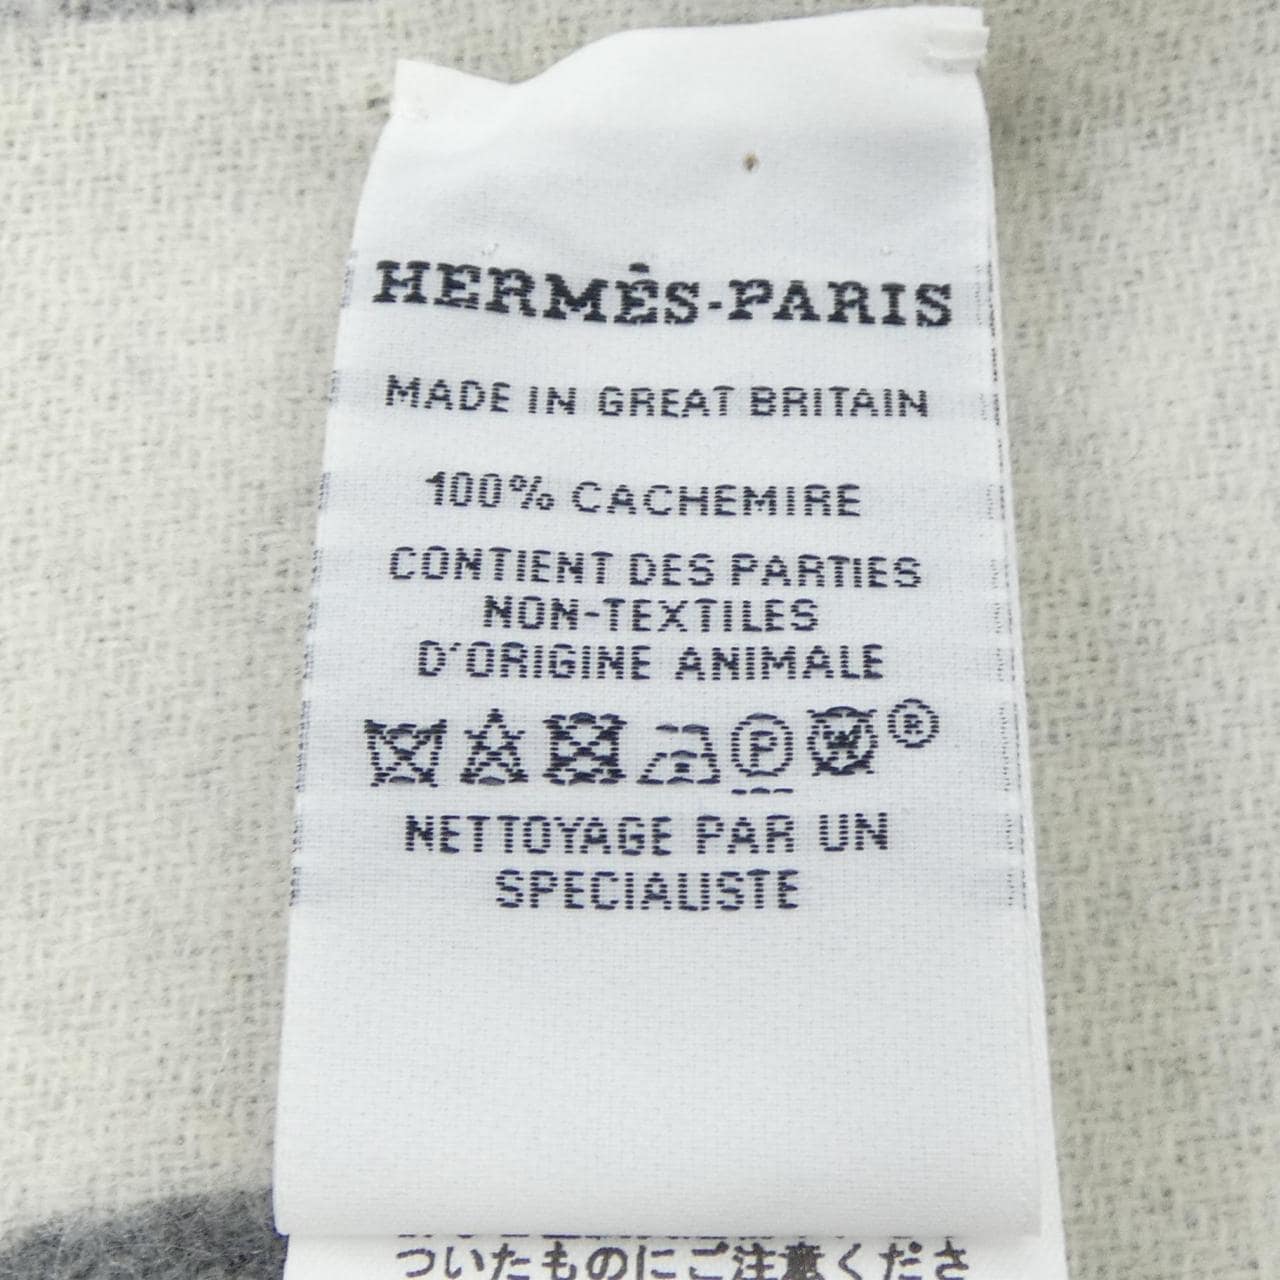 HERMÈS-PARIS
MADE IN GREAT BRITAIN
100% CACHEMIRE
CONTIENT DES PARTIES
NON-TEXTILES
D'ORIGINE ANIMALE
P ®
NETTOYAGE PAR UN
SPECIALISTE
ついたものにご注意くださ